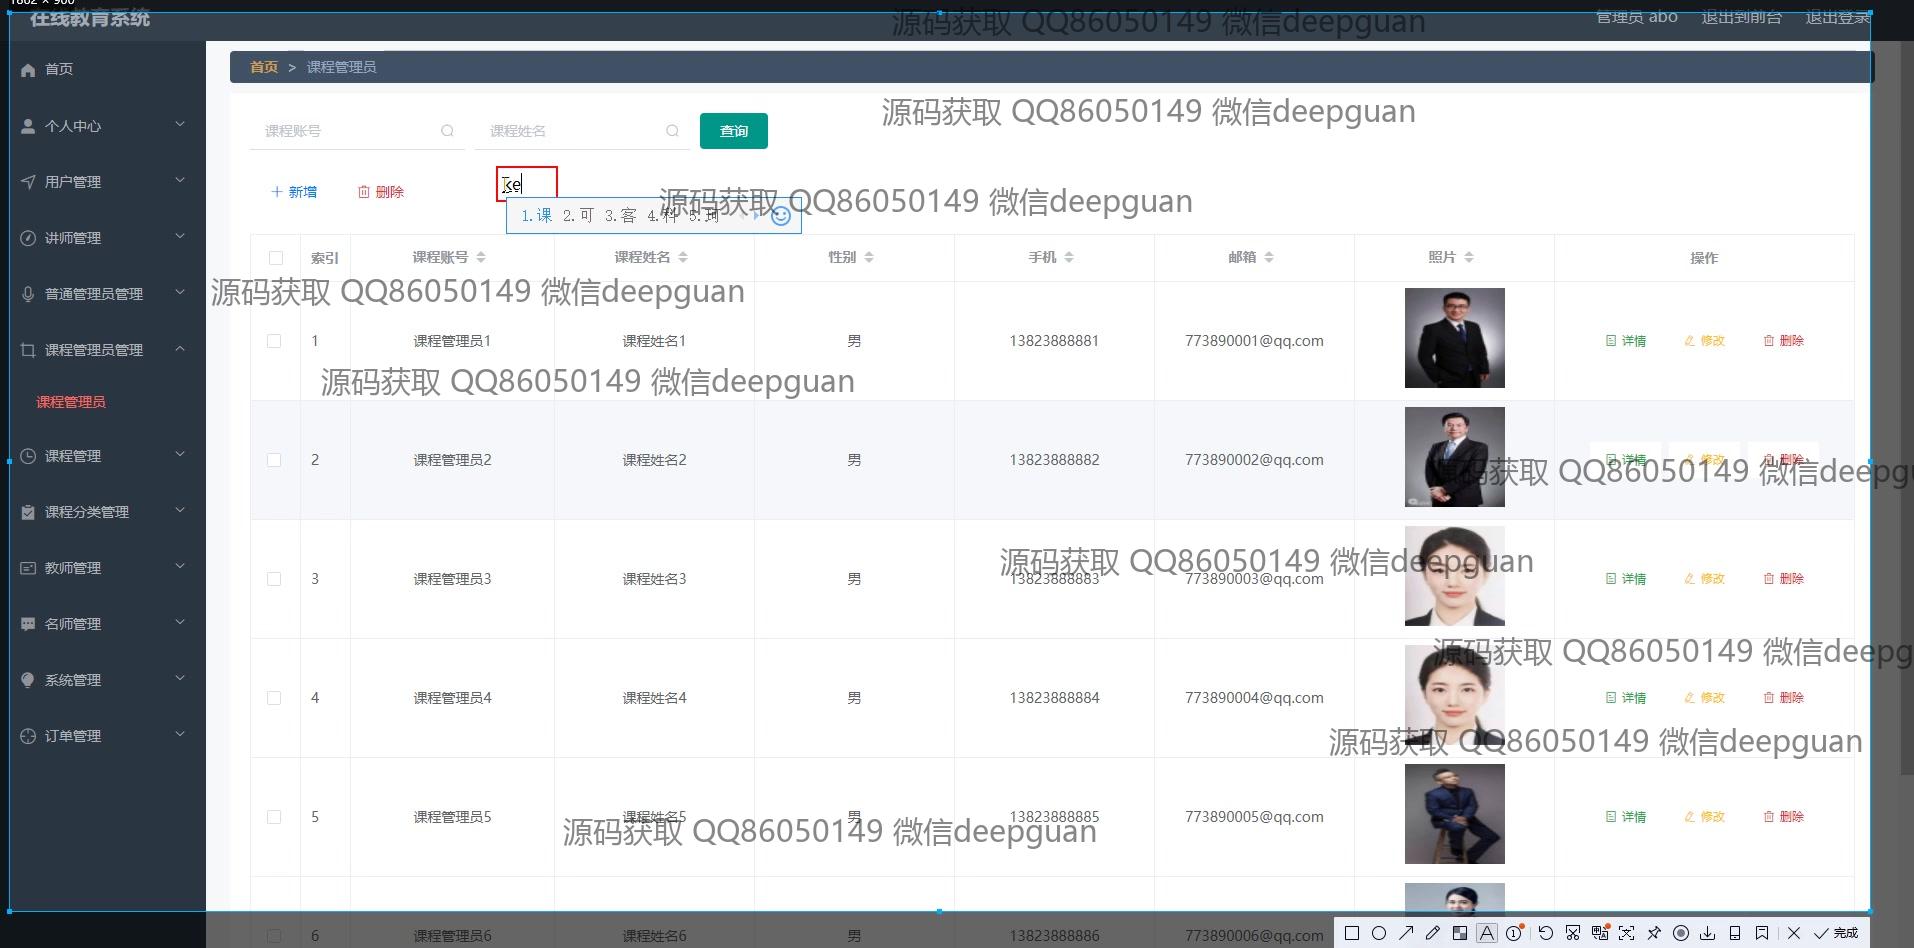 在线教育系统
管理员 abo 退出到前台 退出登录
源码获取 QQ86050149 微信deepguan
首页
首页 > 课程管理员
源码获取 QQ86050149 微信deepguan
课程账号 课程姓名 查询
个人中心
用户管理
新增 删除 ke
源码获取 QQ86050149 微信deepguan
1.课 2.可 3.客 4.科 5.珂
讲师管理
索引 课程账号 课程姓名 性别 手机 邮箱 照片 操作
普通管理员管理
源码获取 QQ86050149 微信deepguan
1 课程管理员1 课程姓名1 男 13823888881 773890001@qq.com 详情 修改 删除
课程管理员管理
源码获取 QQ86050149 微信deepguan
课程管理员
2 课程管理员2 课程姓名2 男 13823888882 773890002@qq.com 详情 修改 删除
课程管理
源码获取 QQ86050149 微信deepgu
课程分类管理
源码获取 QQ86050149 微信deepguan
教师管理
3 课程管理员3 课程姓名3 男 13823888883 773890003@qq.com 详情 修改 删除
名师管理
源码获取 QQ86050149 微信deepg
系统管理
4 课程管理员4 课程姓名4 男 13823888884 773890004@qq.com 详情 修改 删除
订单管理
源码获取 QQ86050149 微信deepguan
5 课程管理员5 课程姓名5 男 13823888885 773890005@qq.com 详情 修改 删除
源码获取 QQ86050149 微信deepguan
6 课程管理员6 课程姓名6 男 13823888886 773890006@qq.com
完成